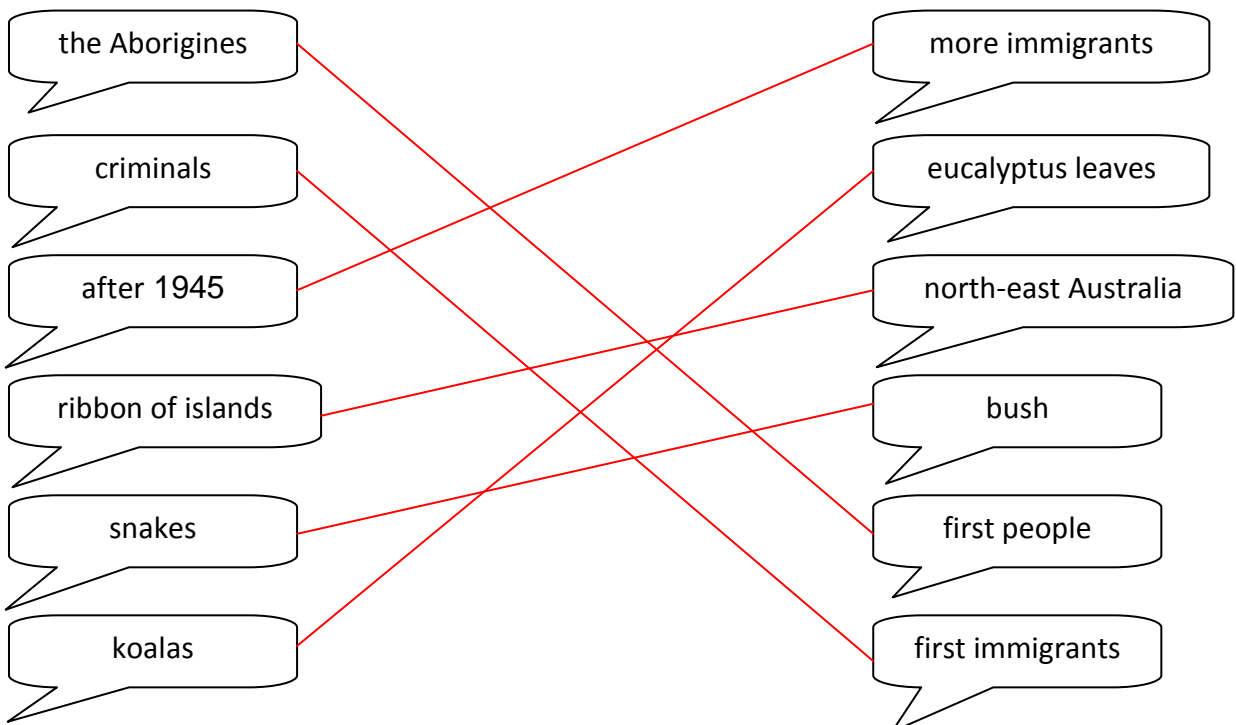 the Aborigines
more immigrants
criminals
eucalyptus leaves
after 1945
north-east Australia
ribbon of islands
bush
snakes
first people
koalas
first immigrants